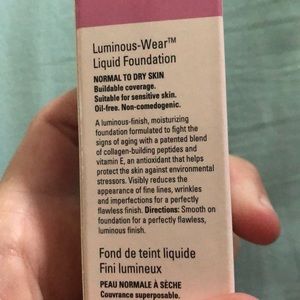 Luminous-Wear™
Liquid Foundation
NORMAL TO DRY SKIN
Buildable coverage.
Suitable for sensitive skin.
Oil-free. Non-comedogenic.
A luminous-finish, moisturizing
foundation formulated to fight the
signs of aging with a patented blend
of collagen-building peptides and
vitamin E, an antioxidant that helps
protect the skin against environmental
stressors. Visibly reduces the
appearance of fine lines, wrinkles
and imperfections for a perfectly
flawless finish. Directions: Smooth on
foundation for a perfectly flawless,
luminous finish.
Fond de teint liquide
Fini lumineux
PEAU NORMALE À SÈCHE
Couvrance superposable.